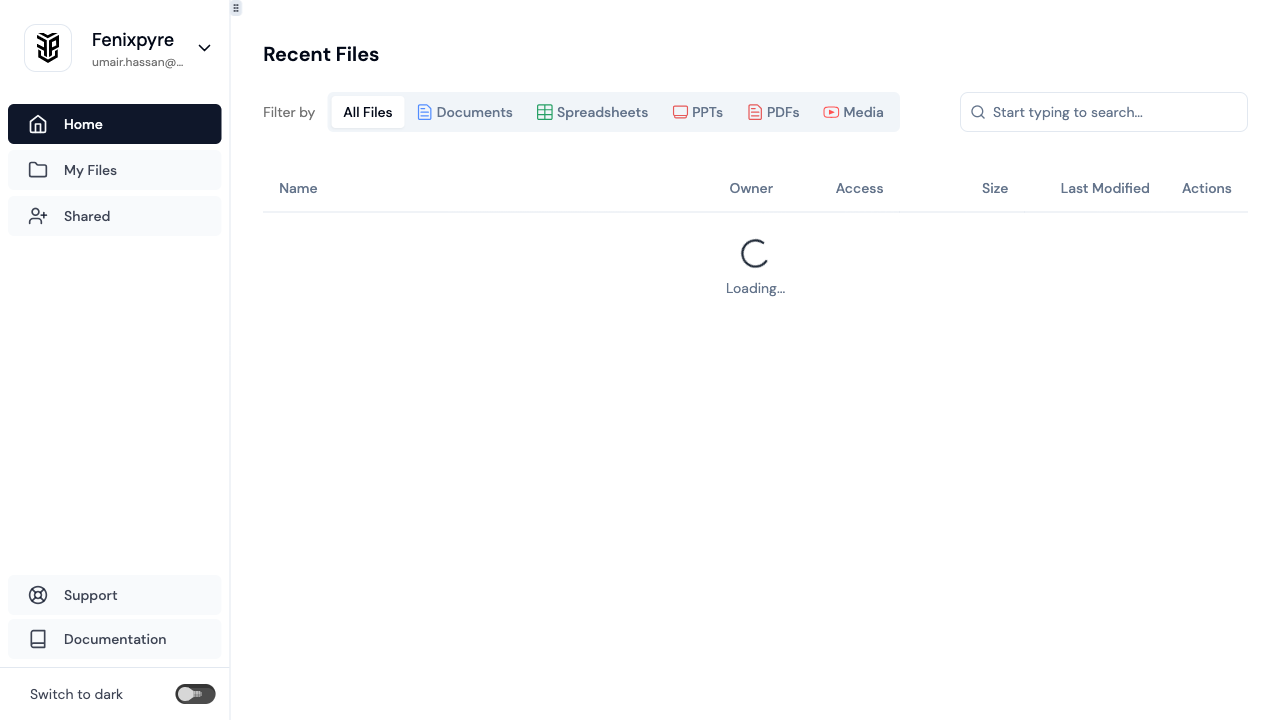 Fenixpyre
umair.hassan@...
Home
My Files
Shared
Support
Documentation
Switch to dark
Recent Files
Filter by
All Files
Documents
Spreadsheets
PPTs
PDFs
Media
Start typing to search...
Name
Owner
Access
Size
Last Modified
Actions
Loading...